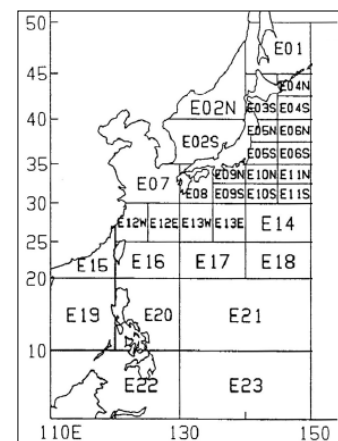 50
E01
45
E04N
E02N
E03S E04S
40
E05N E06N
E02S
E05S E06S
35
E09N E10N E11N
E07
E08 E09S E10S E11S
30
E12W E12E E13W E13E E14
25
E15 E16 E17 E18
20
E19 E20 E21
10
E22 E23
110E 130 150